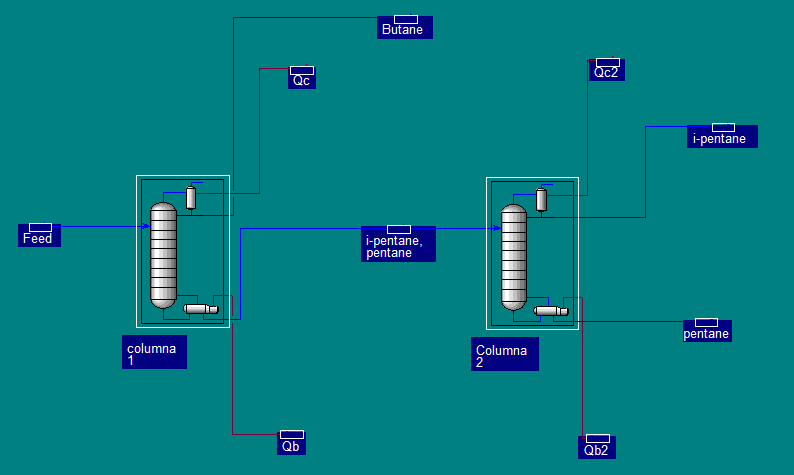 Butane
Qc
Qc2
i-pentane
Feed
i-pentane,
pentane
pentane
columna
1
Columna
2
Qb
Qb2